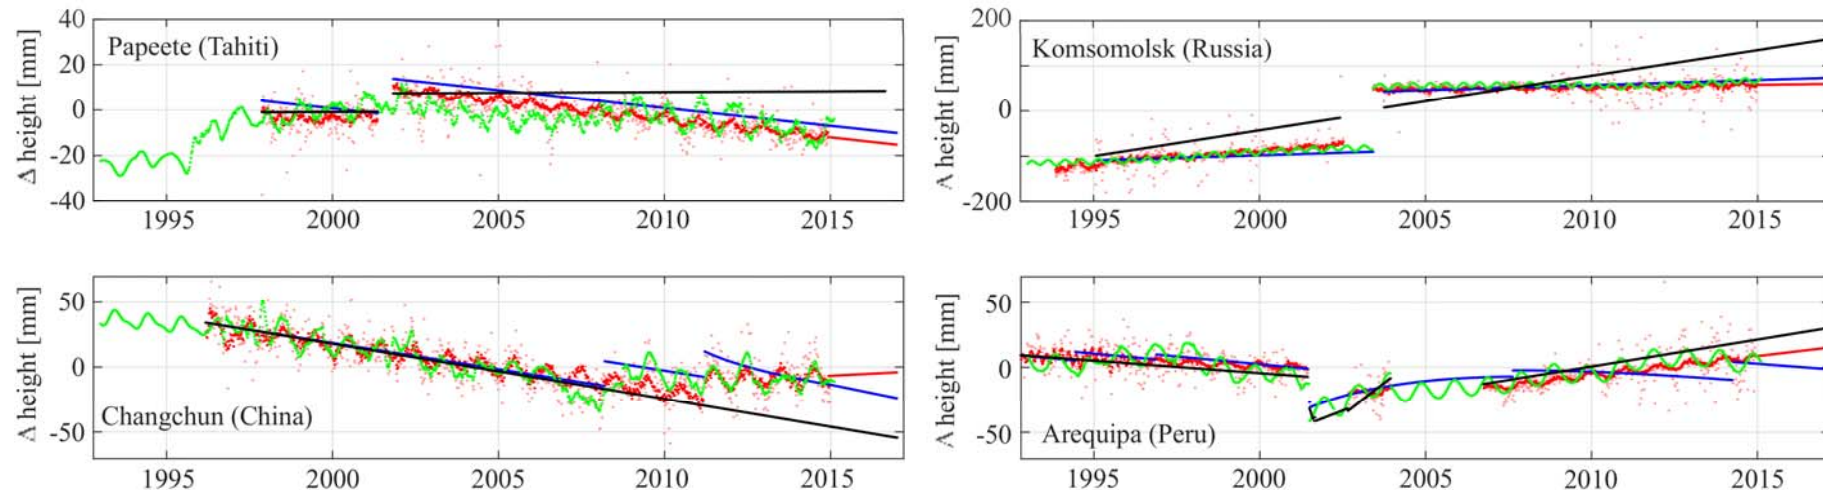 40
20
0
-20
-40
Δ height [mm]
Papeete (Tahiti)
1995 2000 2005 2010 2015
200
0
-200
Δ height [mm]
Komsomolsk (Russia)
1995 2000 2005 2010 2015
50
0
-50
Δ height [mm]
Changchun (China)
1995 2000 2005 2010 2015
50
0
-50
Δ height [mm]
Arequipa (Peru)
1995 2000 2005 2010 2015